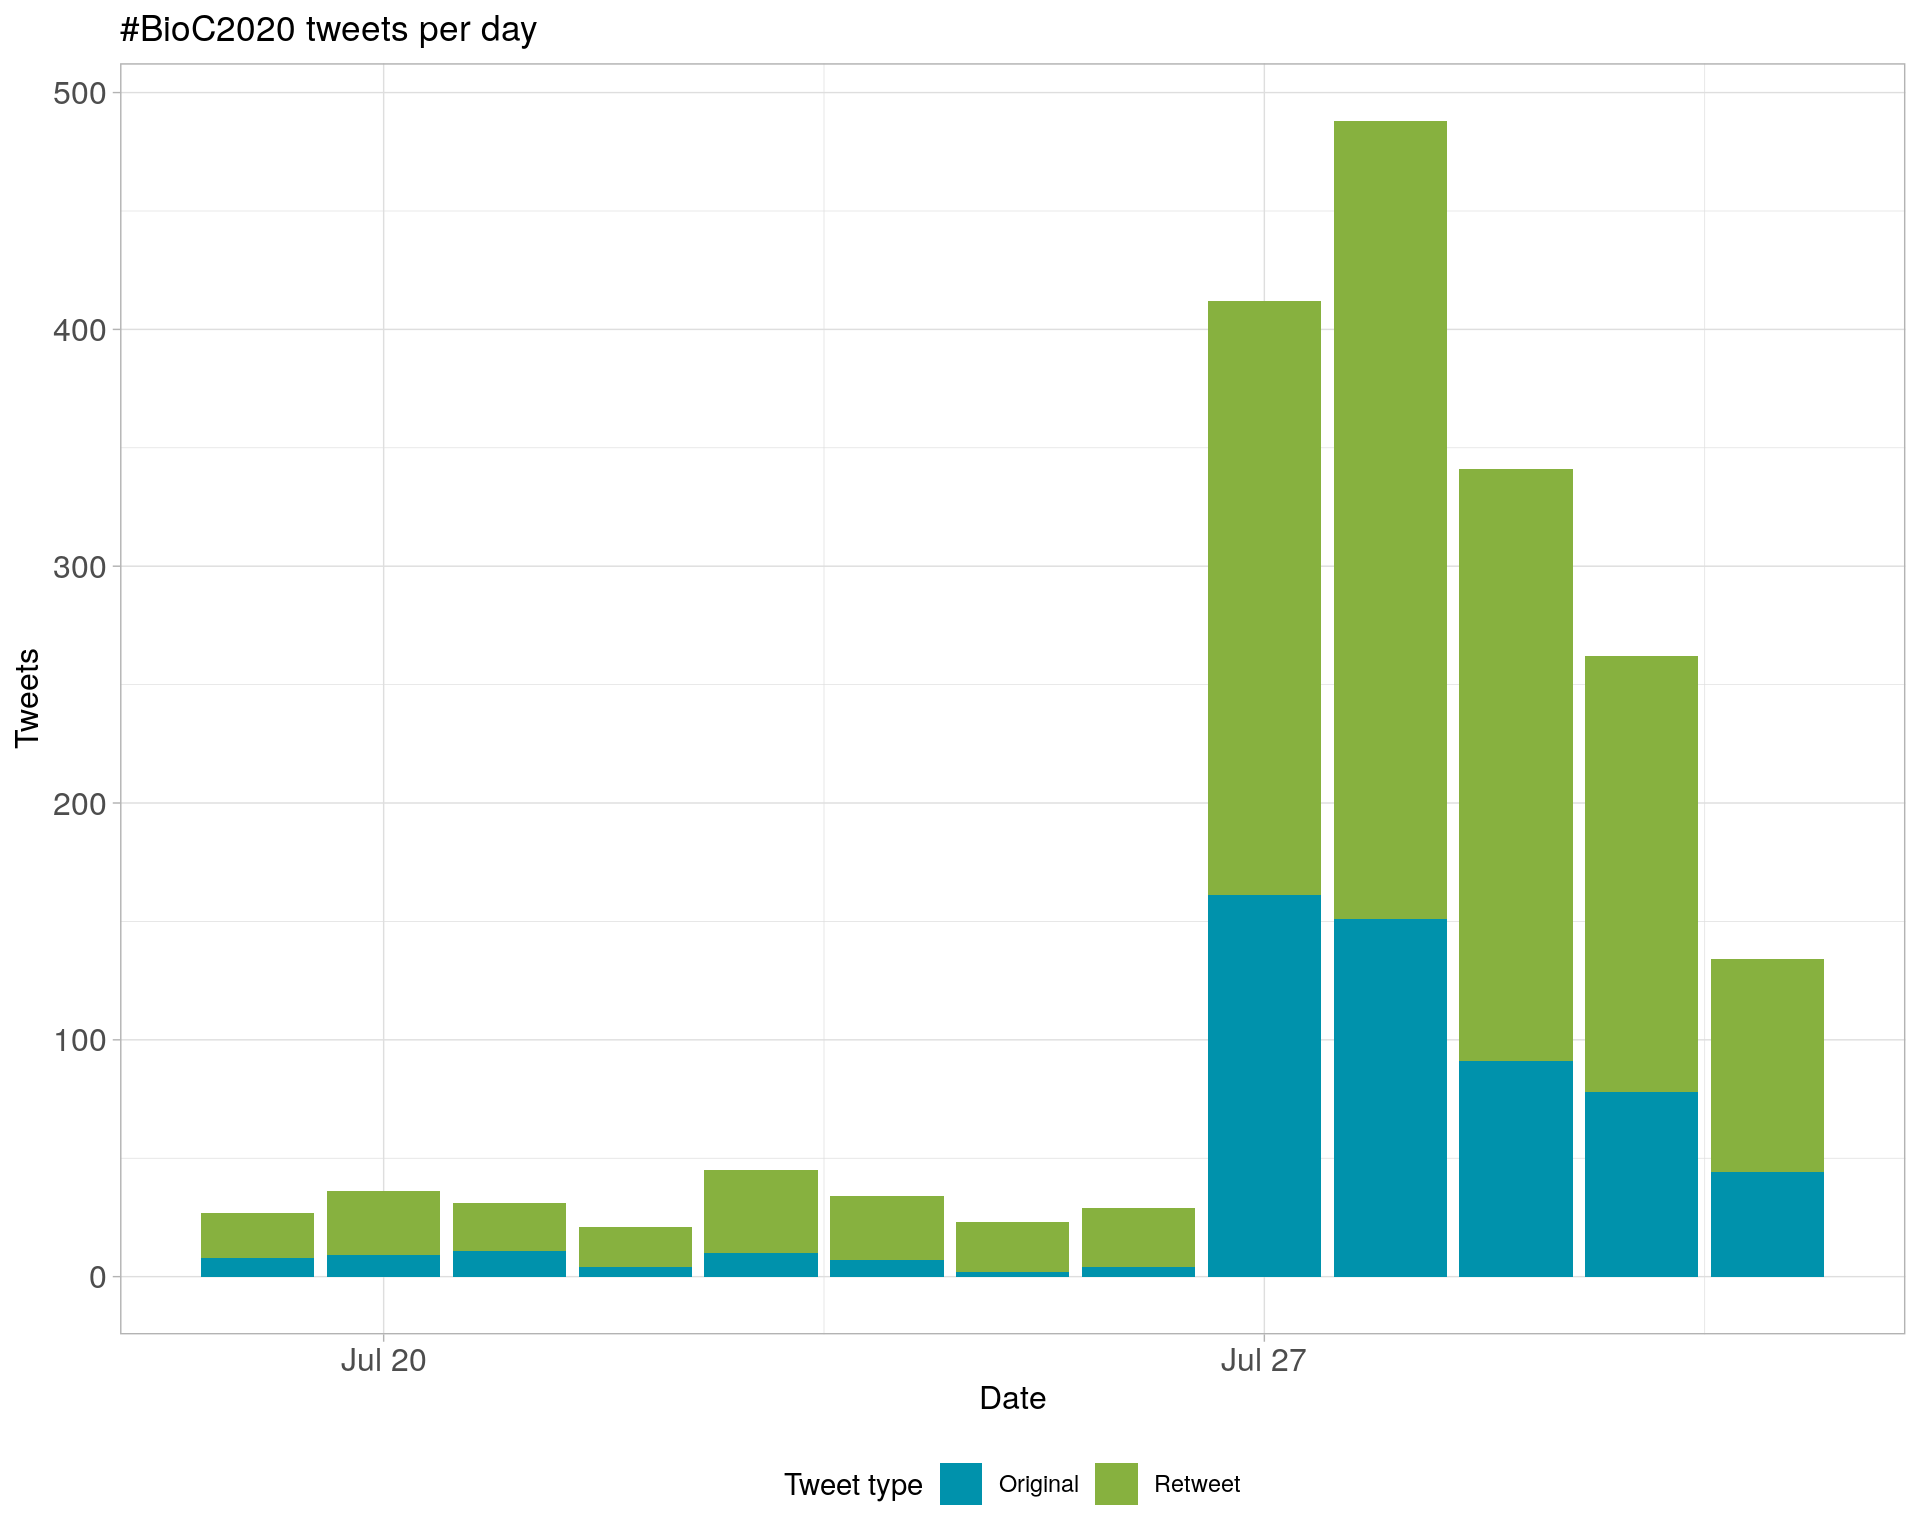 #BioC2020 tweets per day
500
400
300
200
100
0
Tweets
Jul 20 Jul 27
Date
Tweet type Original Retweet